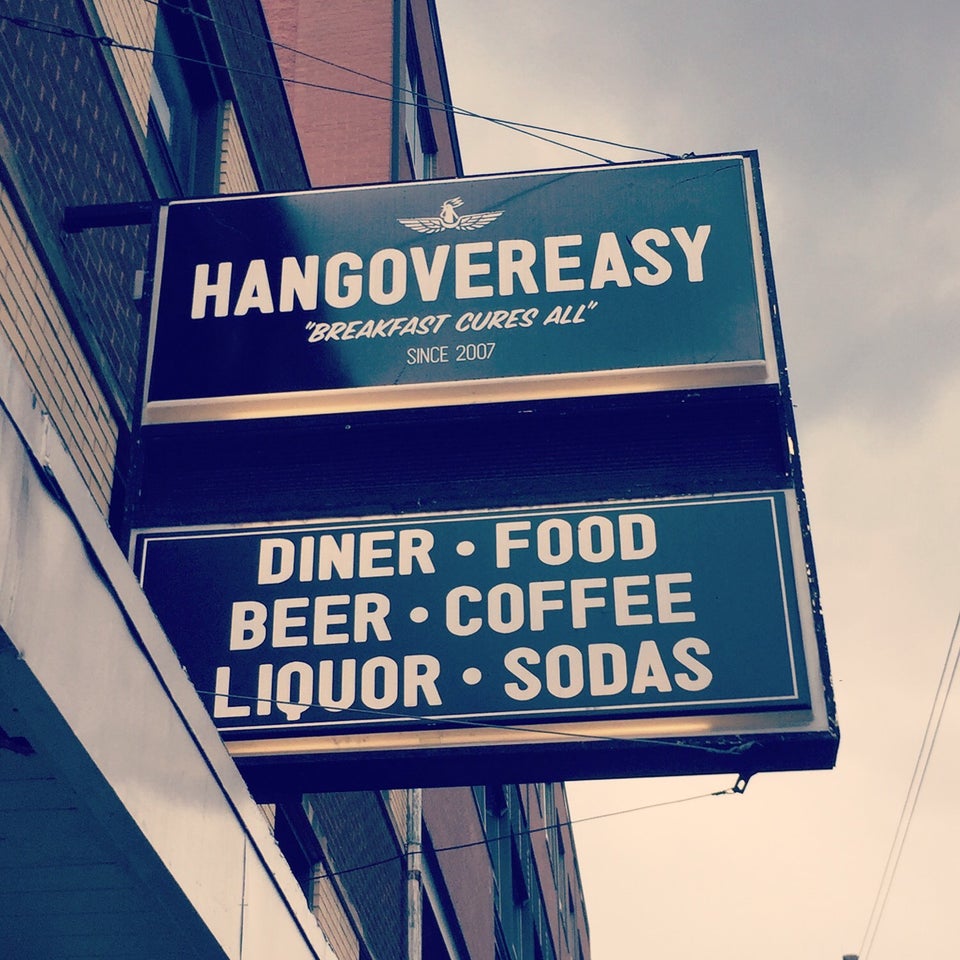 HANGOVEREASY
"BREAKFAST CURES ALL"
SINCE 2007
DINER • FOOD
BEER • COFFEE
LIQUOR • SODAS